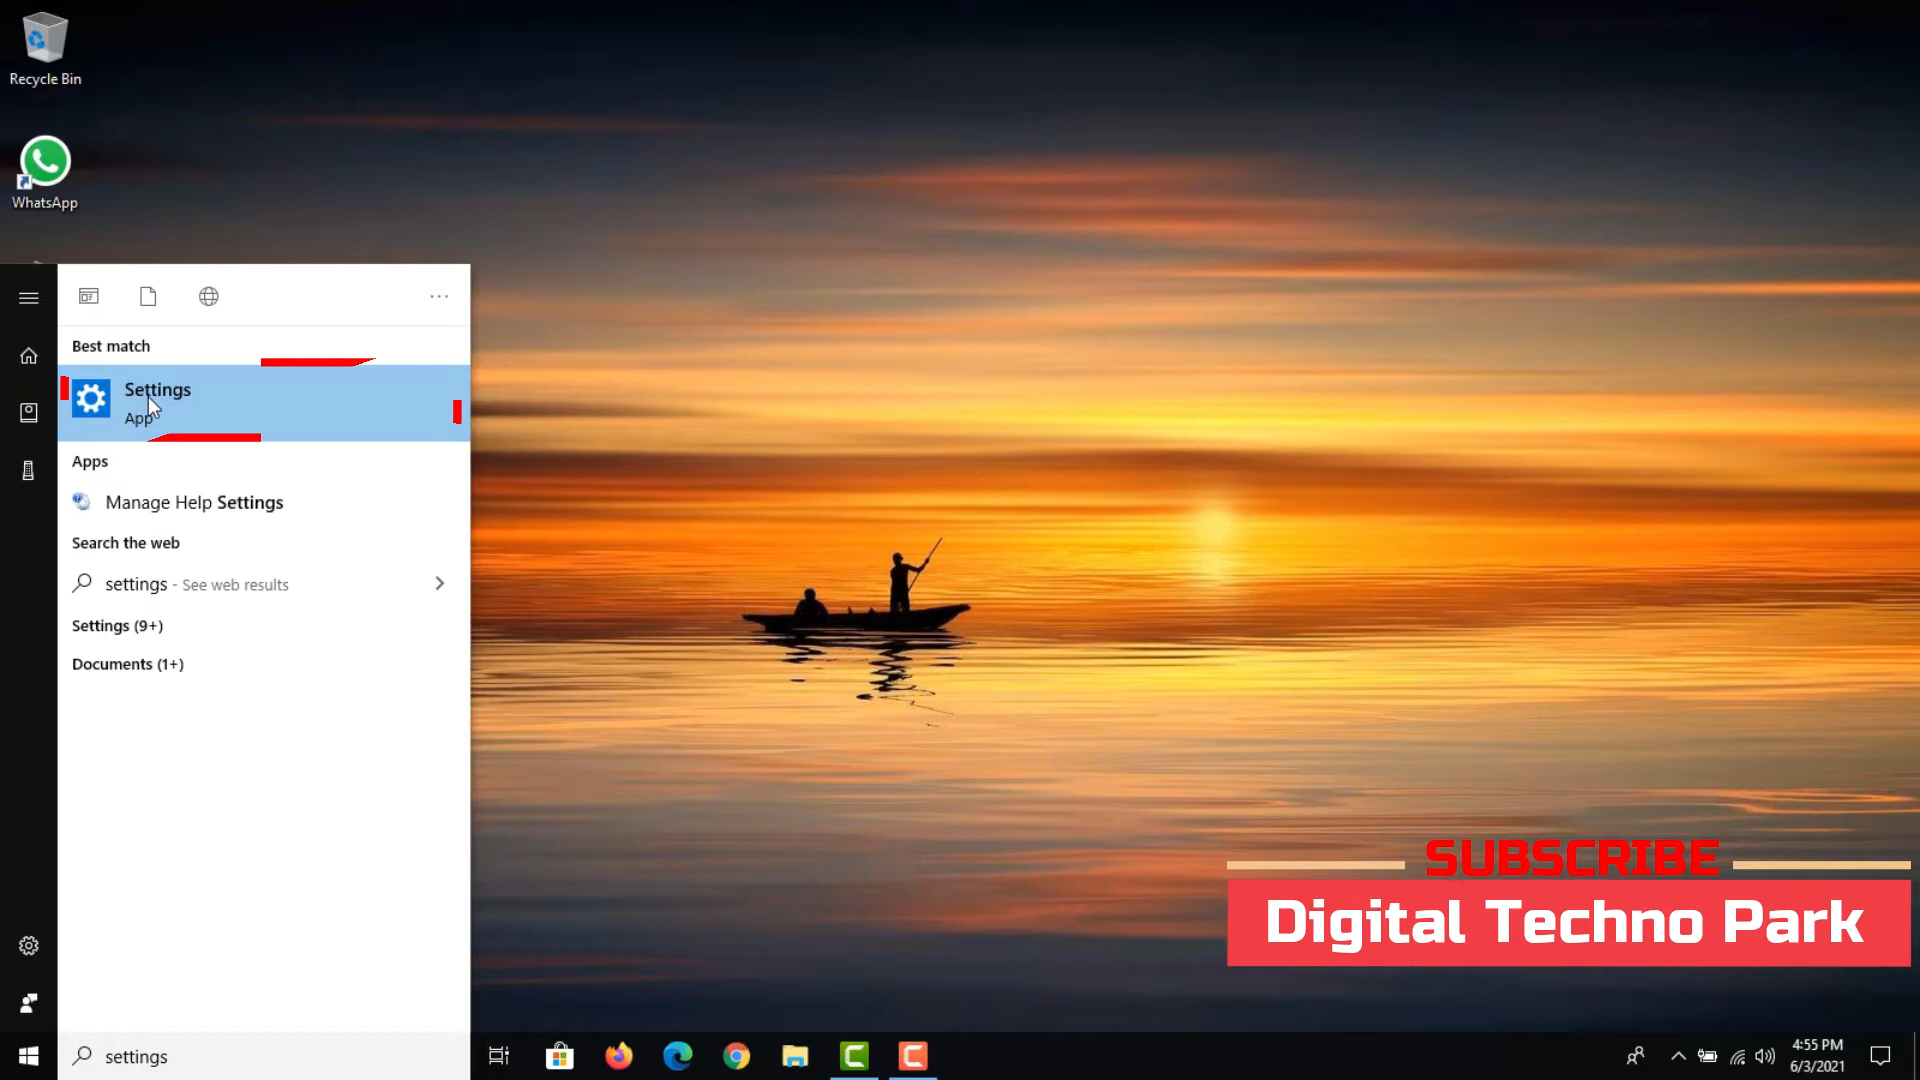 Recycle Bin
WhatsApp
Best match
Settings
App
Apps
Manage Help Settings
Search the web
settings - See web results
Settings (9+)
Documents (1+)
settings
SUBSCRIBE
Digital Techno Park
4:55 PM
6/3/2021